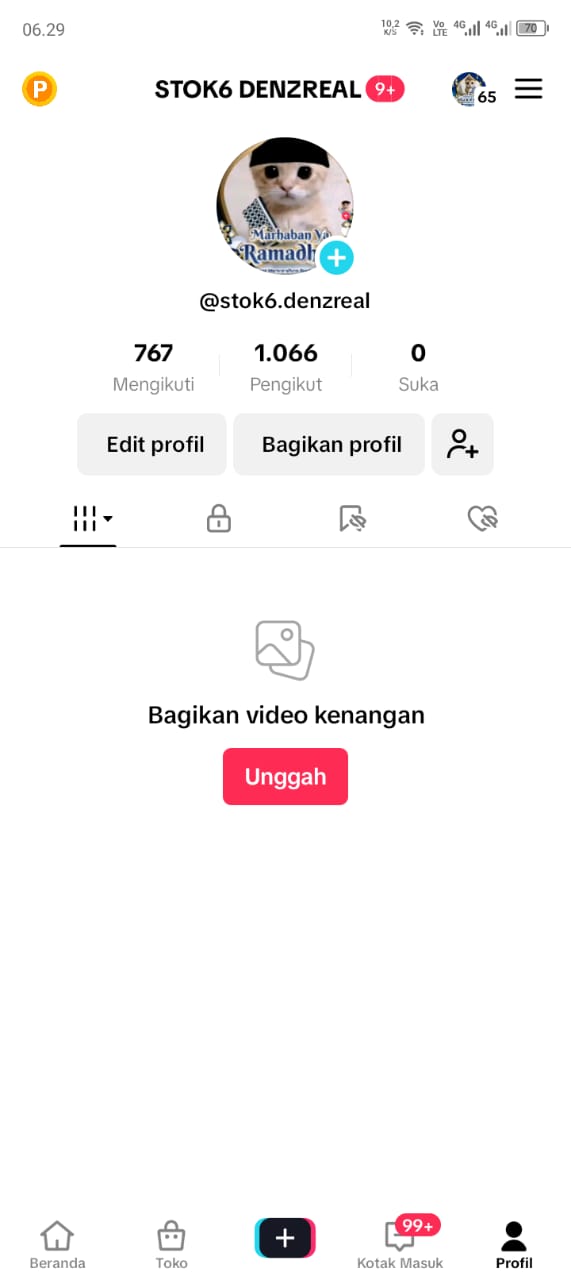 06.29
10,2 K/S
Vo LTE
4G
4G
70
P
STOK6 DENZREAL
9+
65
Marhaban Ya
Ramadh
@stok6.denzreal
767
1.066
0
Mengikuti
Pengikut
Suka
Edit profil
Bagikan profil
Bagikan video kenangan
Unggah
99+
Beranda
Toko
Kotak Masuk
Profil